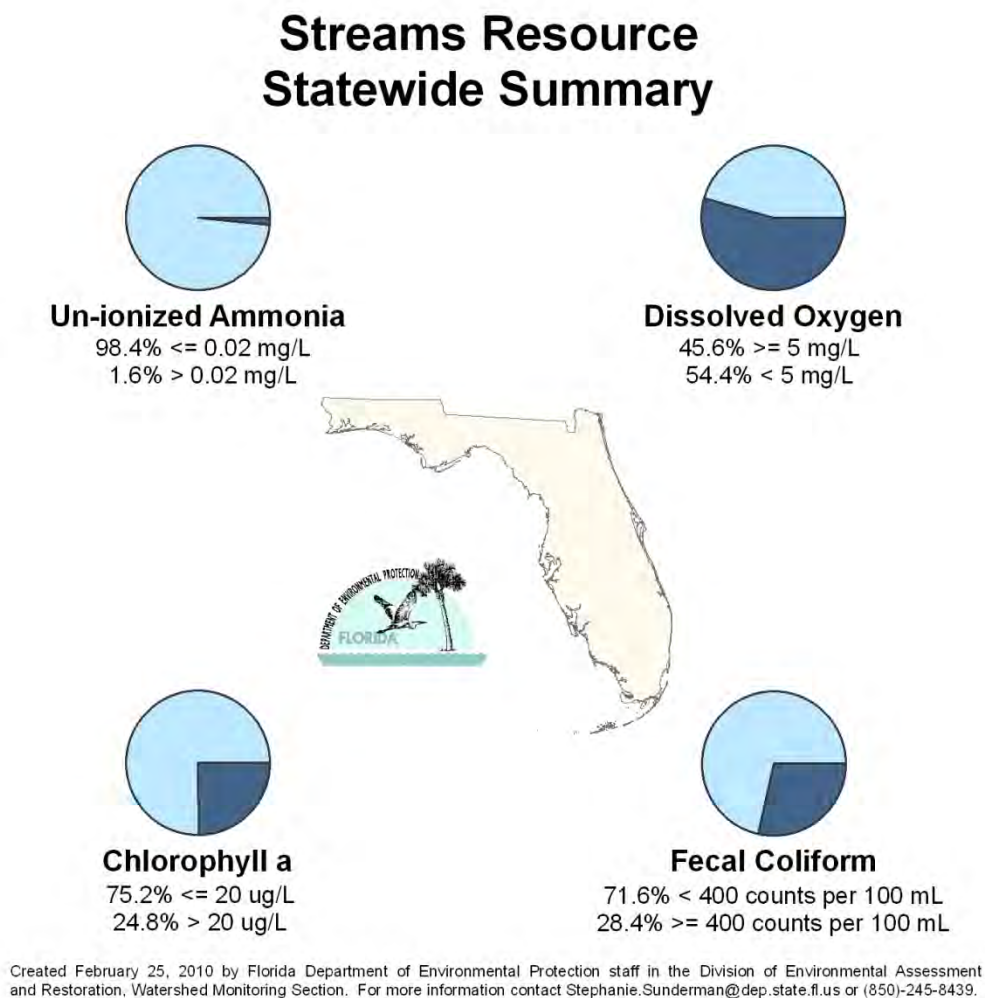 Streams Resource
Statewide Summary
Un-ionized Ammonia
98.4% <= 0.02 mg/L
1.6% > 0.02 mg/L
Dissolved Oxygen
45.6% >= 5 mg/L
54.4% < 5 mg/L
DEPARTMENT OF ENVIRONMENTAL PROTECTION
FLORIDA
Chlorophyll a
75.2% <= 20 ug/L
24.8% > 20 ug/L
Fecal Coliform
71.6% < 400 counts per 100 mL
28.4% >= 400 counts per 100 mL
Created February 25, 2010 by Florida Department of Environmental Protection staff in the Division of Environmental Assessment
and Restoration, Watershed Monitoring Section. For more information contact Stephanie.Sunderman@dep.state.fl.us or (850)-245-8439.